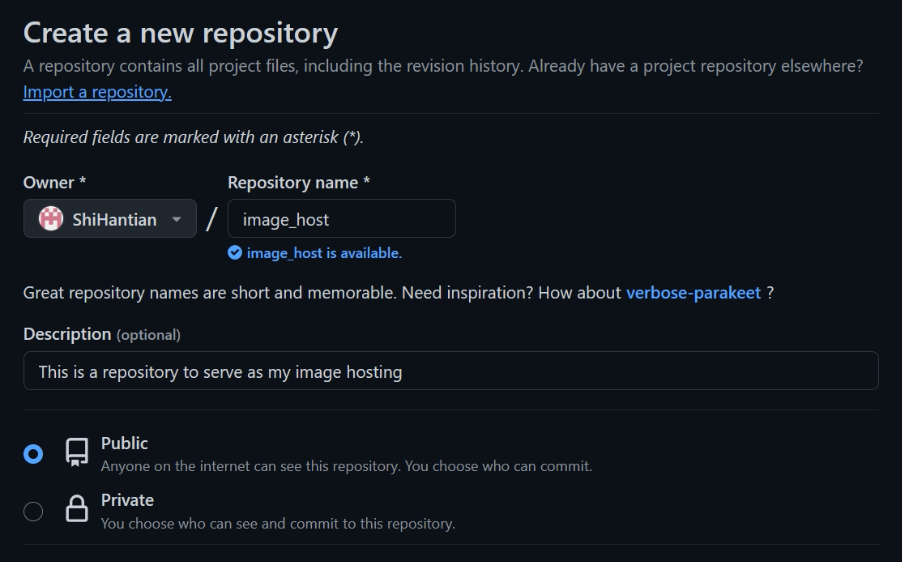 Create a new repository
A repository contains all project files, including the revision history. Already have a project repository elsewhere?
Import a repository.
Required fields are marked with an asterisk (*).
Owner *
Repository name *
ShiHantian
/
image_host
image_host is available.
Great repository names are short and memorable. Need inspiration? How about verbose-parakeet ?
Description (optional)
This is a repository to serve as my image hosting
Public
Anyone on the internet can see this repository. You choose who can commit.
Private
You choose who can see and commit to this repository.